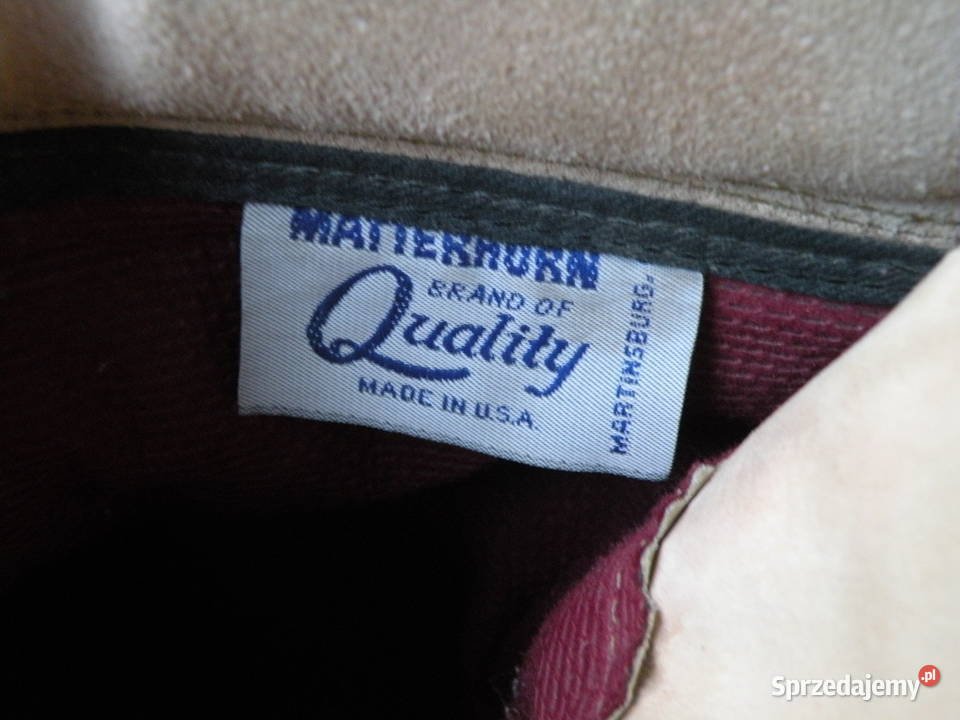 MATTERHORN
BRAND OF
Quality
MADE IN U.S.A.
MARTINSBURG,
Sprzedajemy.pl